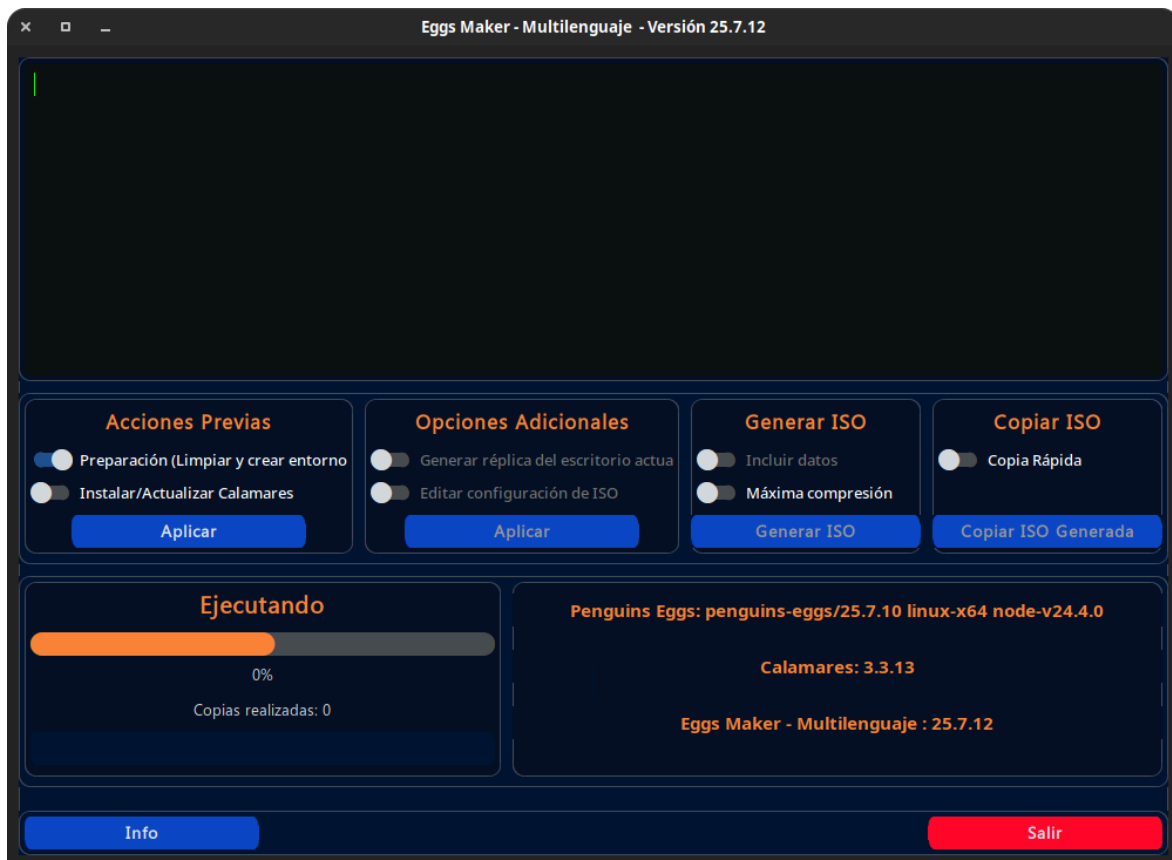 Eggs Maker - Multilenguaje - Versión 25.7.12
Acciones Previas
Preparación (Limpiar y crear entorno
Instalar/Actualizar Calamares
Aplicar
Opciones Adicionales
Generar réplica del escritorio actua
Editar configuración de ISO
Aplicar
Generar ISO
Incluir datos
Máxima compresión
Generar ISO
Copiar ISO
Copia Rápida
Copiar ISO Generada
Ejecutando
0%
Copias realizadas: 0
Penguins Eggs: penguins-eggs/25.7.10 linux-x64 node-v24.4.0
Calamares: 3.3.13
Eggs Maker - Multilenguaje : 25.7.12
Info
Salir